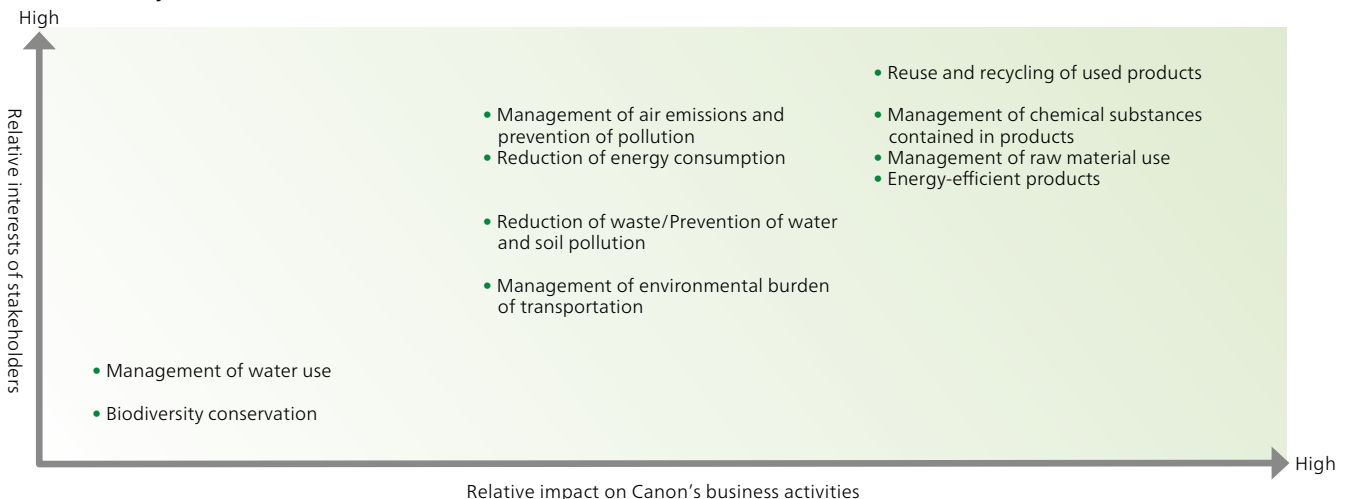 High
• Reuse and recycling of used products
• Management of air emissions and
prevention of pollution
• Reduction of energy consumption
• Management of chemical substances
contained in products
• Management of raw material use
• Energy-efficient products
• Reduction of waste/Prevention of water
and soil pollution
• Management of environmental burden
of transportation
• Management of water use
• Biodiversity conservation
Relative interests of stakeholders
High
Relative impact on Canon's business activities